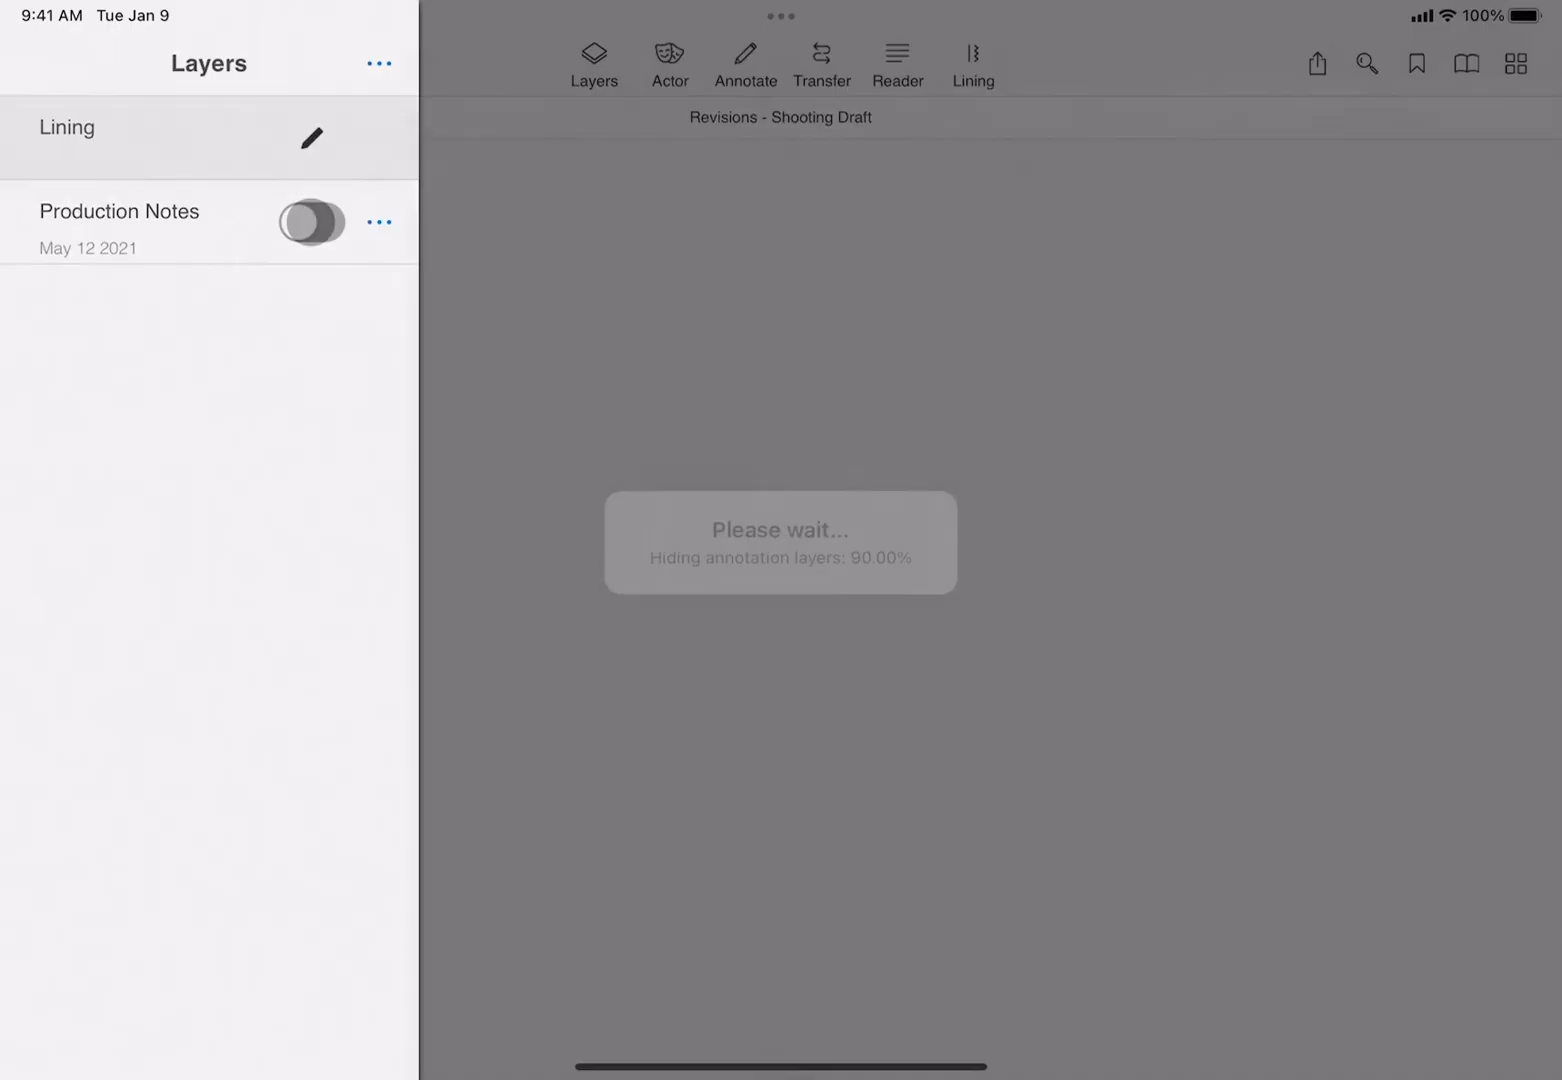 9:41 AM Tue Jan 9
100%
Layers
Layers
Actor
Annotate
Transfer
Reader
Lining
Revisions - Shooting Draft
Lining
Production Notes
May 12 2021
Please wait...
Hiding annotation layers: 90.00%